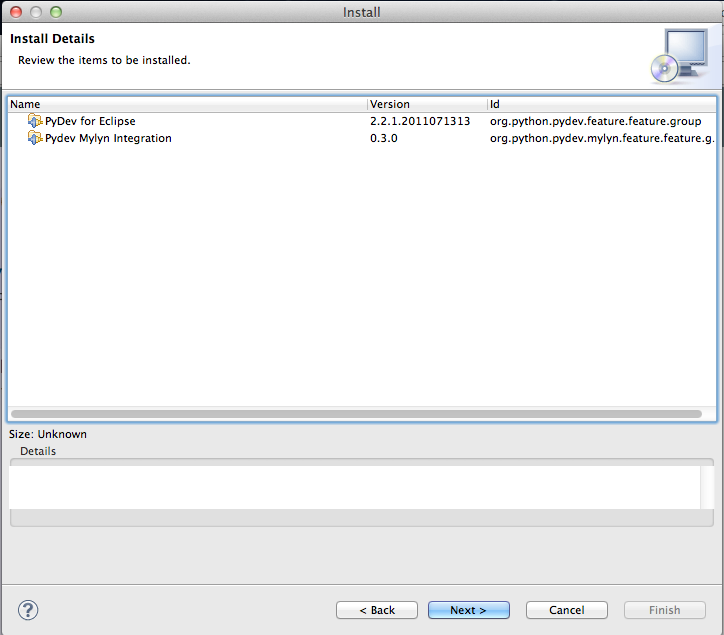 Install
Install Details
Review the items to be installed.
Name Version Id
PyDev for Eclipse 2.2.1.2011071313 org.python.pydev.feature.feature.group
Pydev Mylyn Integration 0.3.0 org.python.pydev.mylyn.feature.feature.g.
Size: Unknown
Details
? < Back Next > Cancel Finish